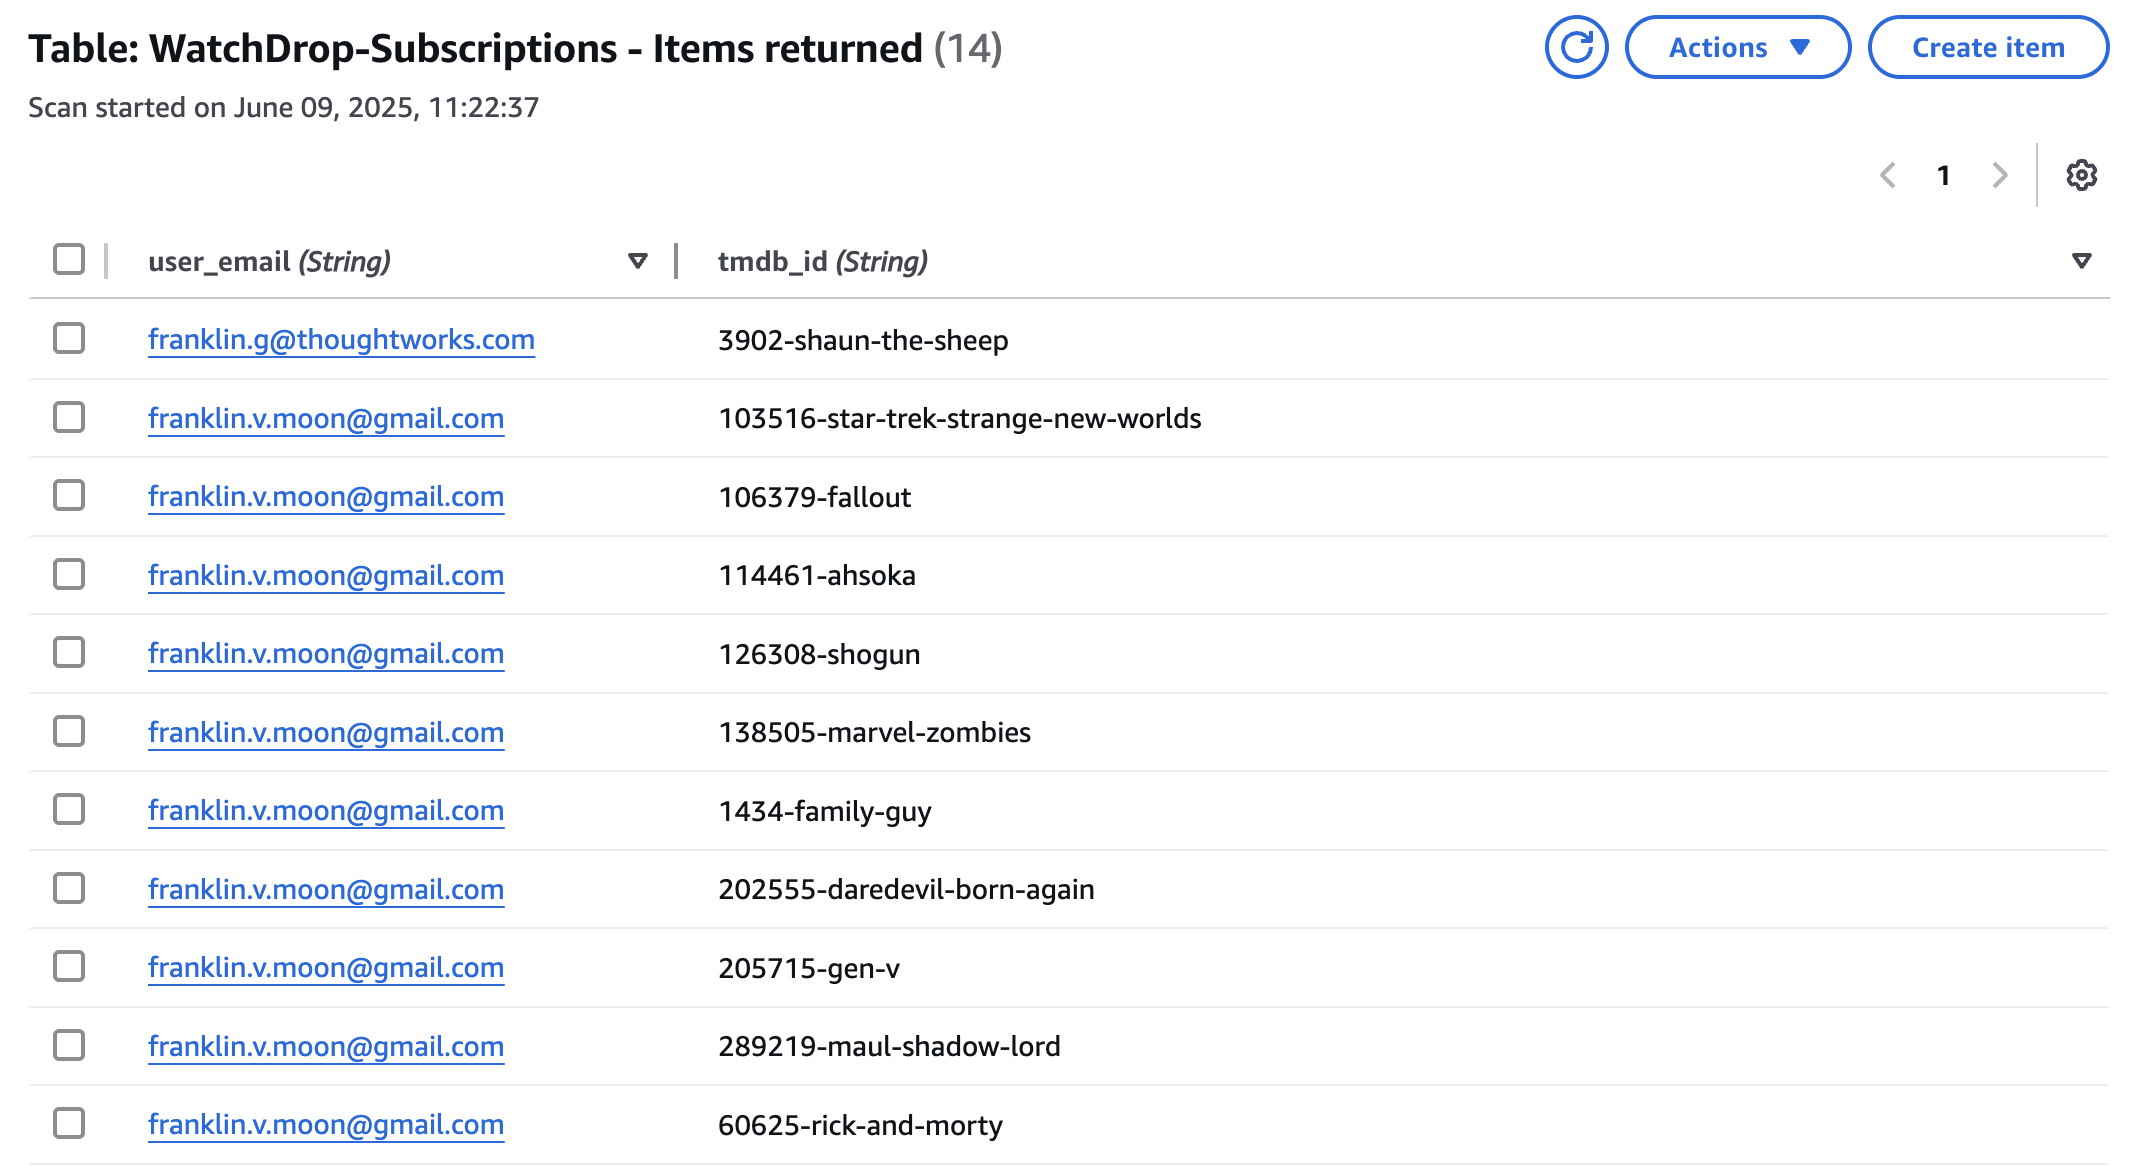 Table: WatchDrop-Subscriptions - Items returned (14)
Actions
Create item
Scan started on June 09, 2025, 11:22:37
1
user_email (String) tmdb_id (String)
franklin.g@thoughtworks.com 3902-shaun-the-sheep
franklin.v.moon@gmail.com 103516-star-trek-strange-new-worlds
franklin.v.moon@gmail.com 106379-fallout
franklin.v.moon@gmail.com 114461-ahsoka
franklin.v.moon@gmail.com 126308-shogun
franklin.v.moon@gmail.com 138505-marvel-zombies
franklin.v.moon@gmail.com 1434-family-guy
franklin.v.moon@gmail.com 202555-daredevil-born-again
franklin.v.moon@gmail.com 205715-gen-v
franklin.v.moon@gmail.com 289219-maul-shadow-lord
franklin.v.moon@gmail.com 60625-rick-and-morty